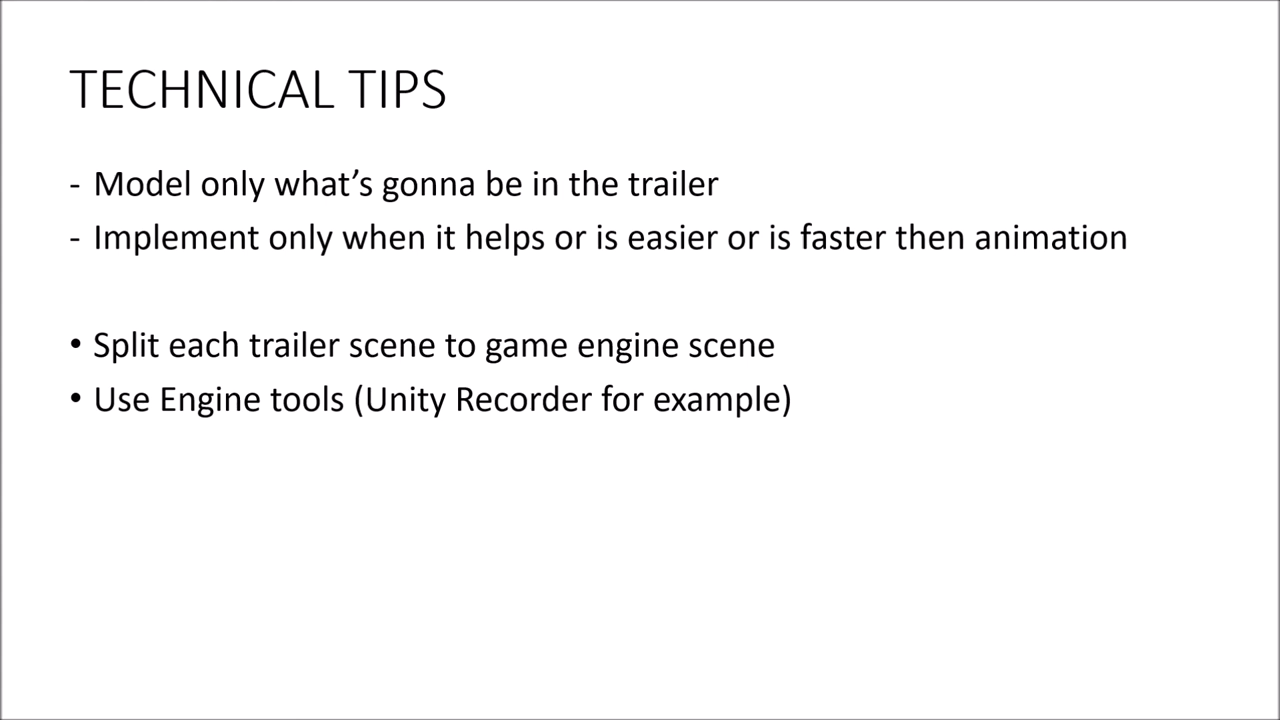 TECHNICAL TIPS
- Model only what’s gonna be in the trailer
- Implement only when it helps or is easier or is faster then animation
• Split each trailer scene to game engine scene
• Use Engine tools (Unity Recorder for example)